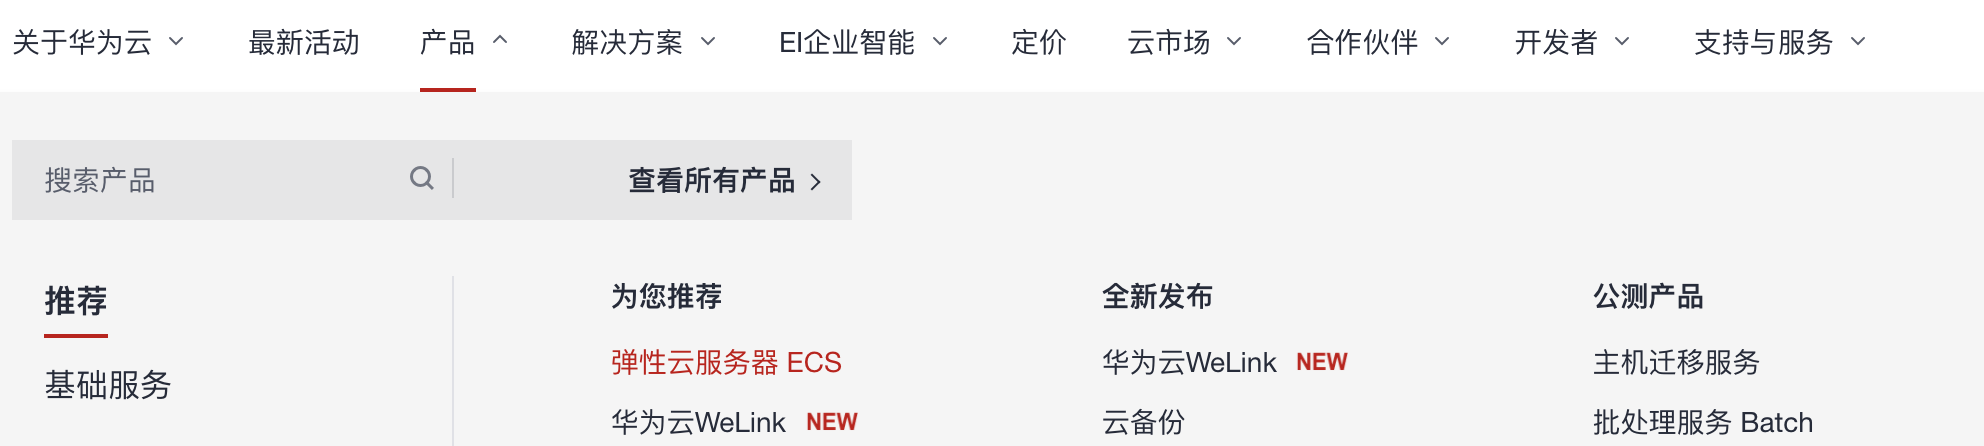 关于华为云 最新活动 产品 解决方案 EI企业智能 定价 云市场 合作伙伴 开发者 支持与服务
搜索产品 查看所有产品
推荐 为您推荐 全新发布 公测产品
弹性云服务器 ECS 华为云WeLink NEW 主机迁移服务
基础服务
华为云WeLink NEW 云备份 批处理服务 Batch